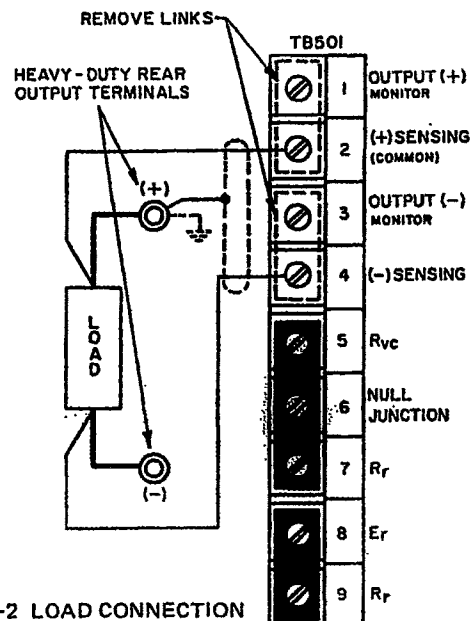 REMOVE LINKS
TB501
HEAVY-DUTY REAR
OUTPUT TERMINALS
1 OUTPUT (+)
MONITOR
2 (+) SENSING
(COMMON)
(+)
3 OUTPUT (-)
MONITOR
4 (-) SENSING
LOAD
5 Rvc
6 NULL
JUNCTION
7 Rr
(-)
8 Er
9 Rr
-2 LOAD CONNECTION